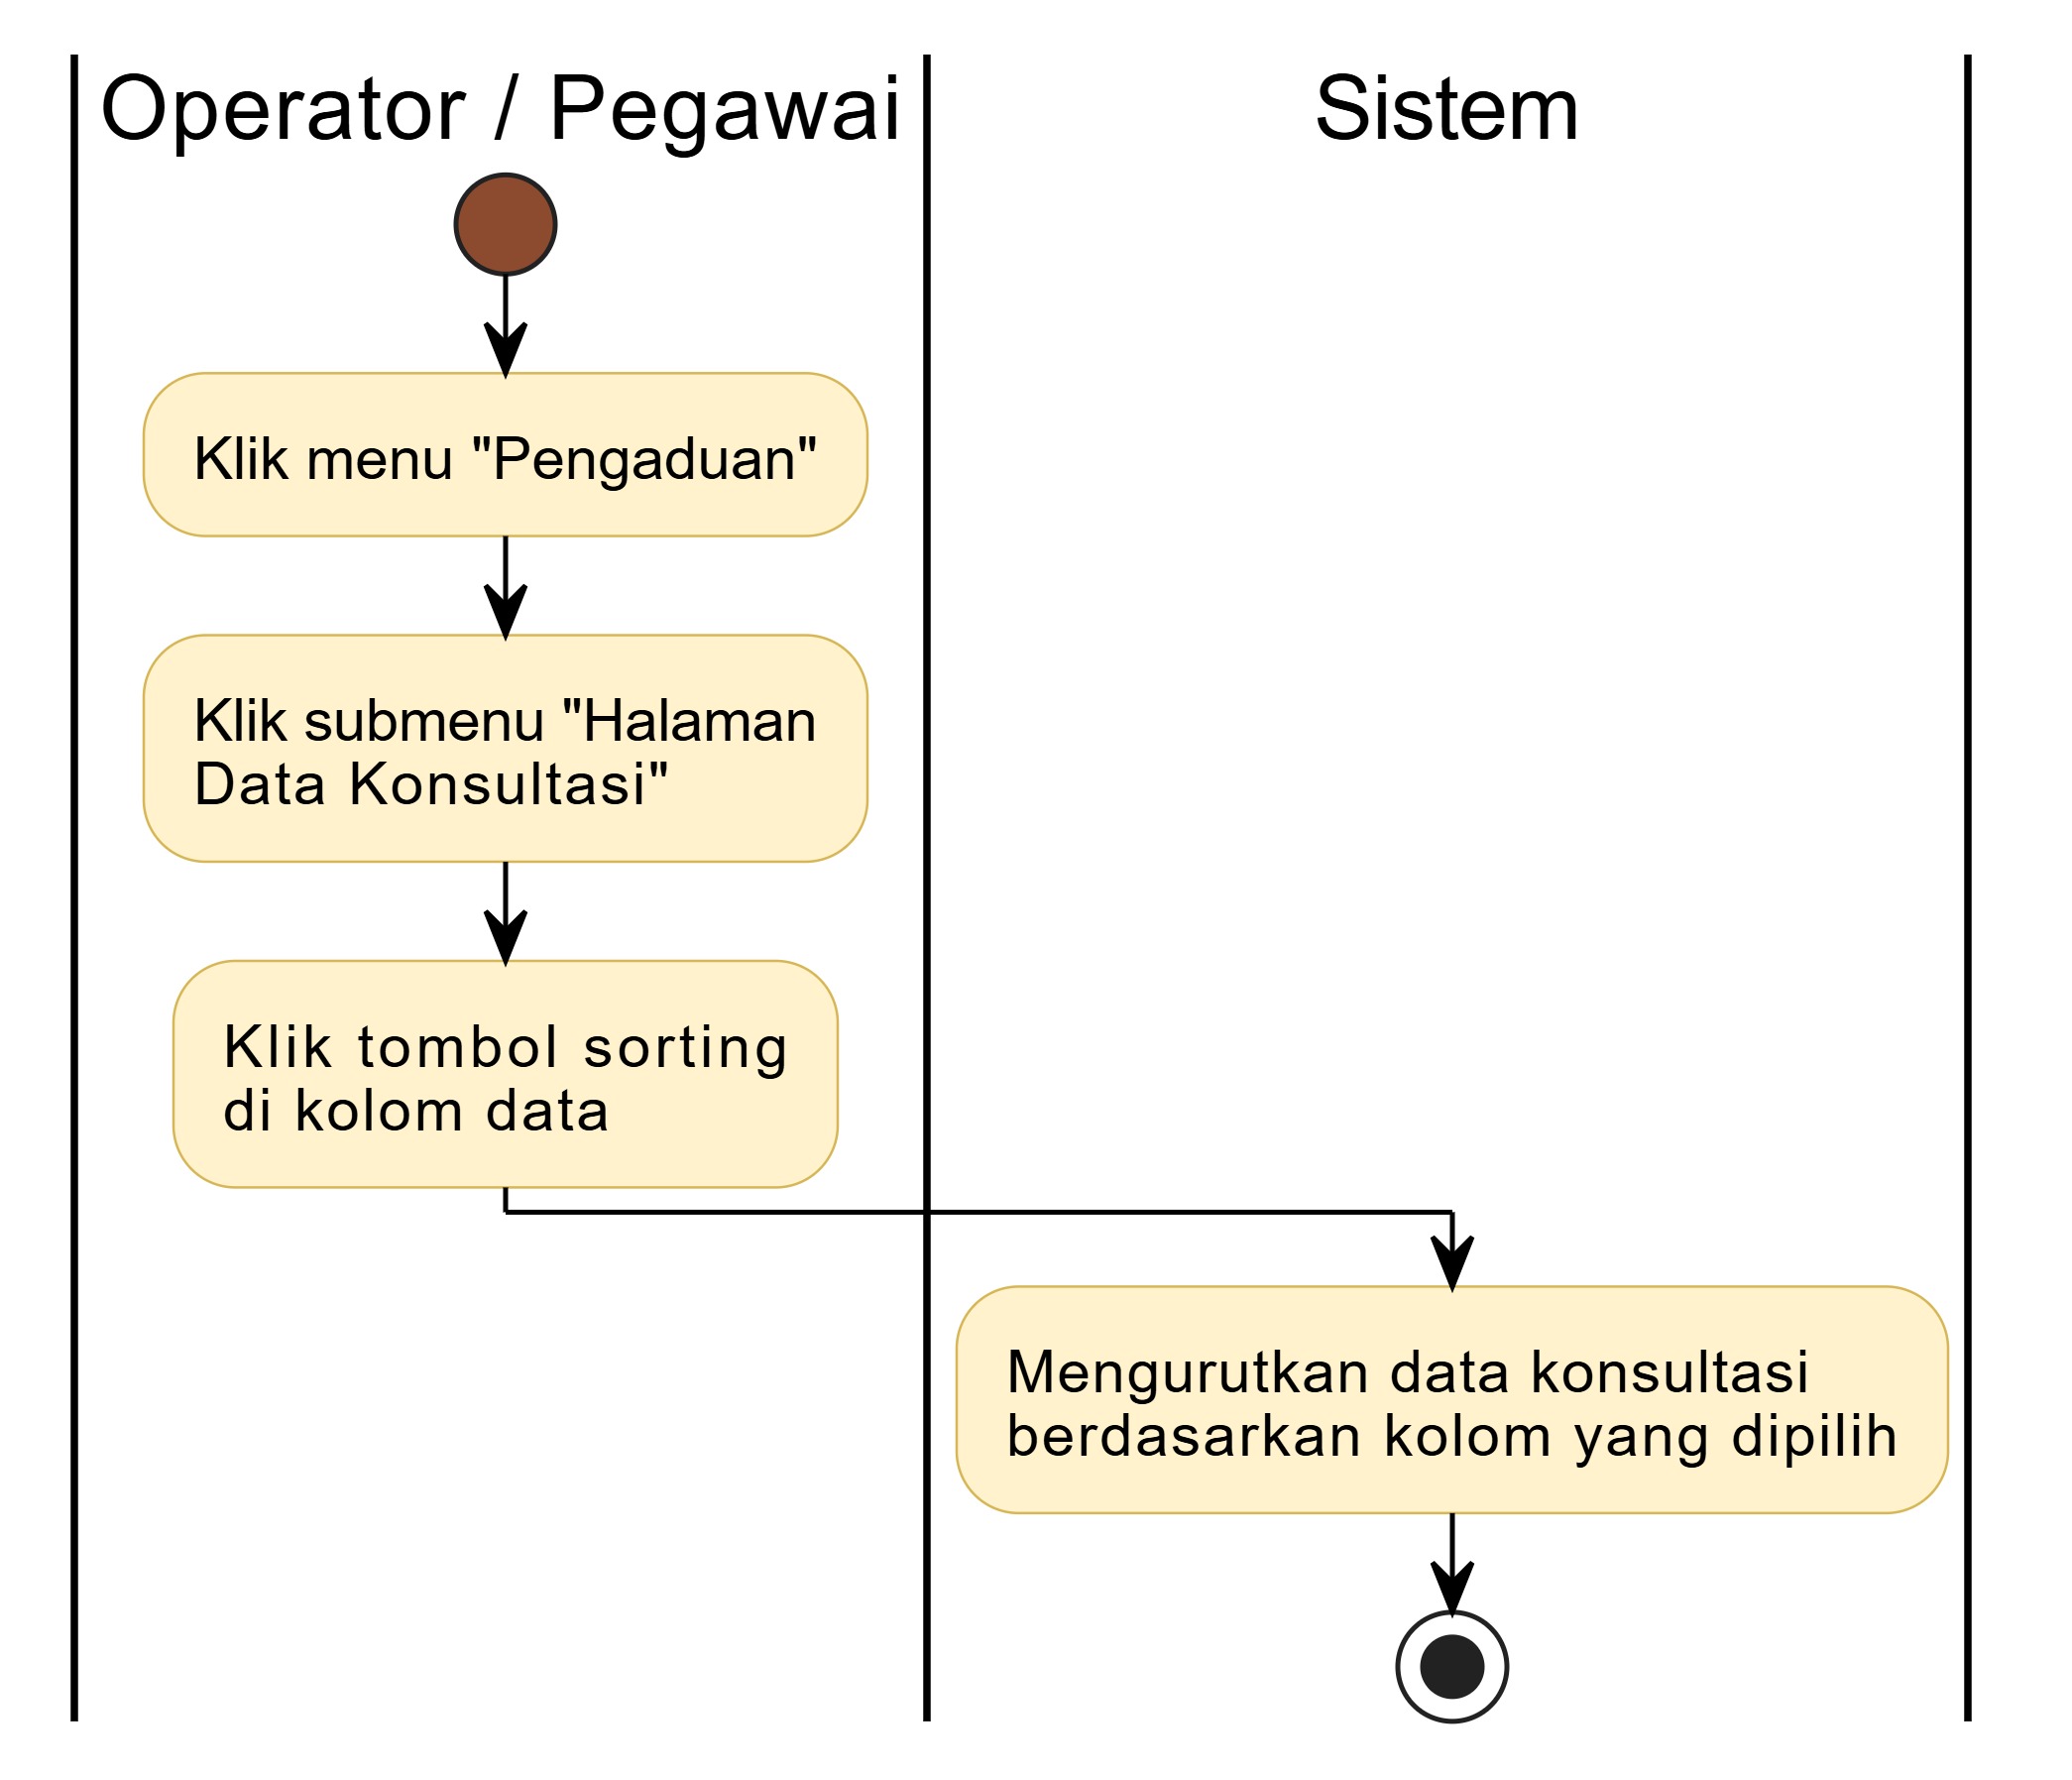 Operator / Pegawai
Sistem
Klik menu "Pengaduan"
Klik submenu "Halaman
Data Konsultasi"
Klik tombol sorting
di kolom data
Mengurutkan data konsultasi
berdasarkan kolom yang dipilih